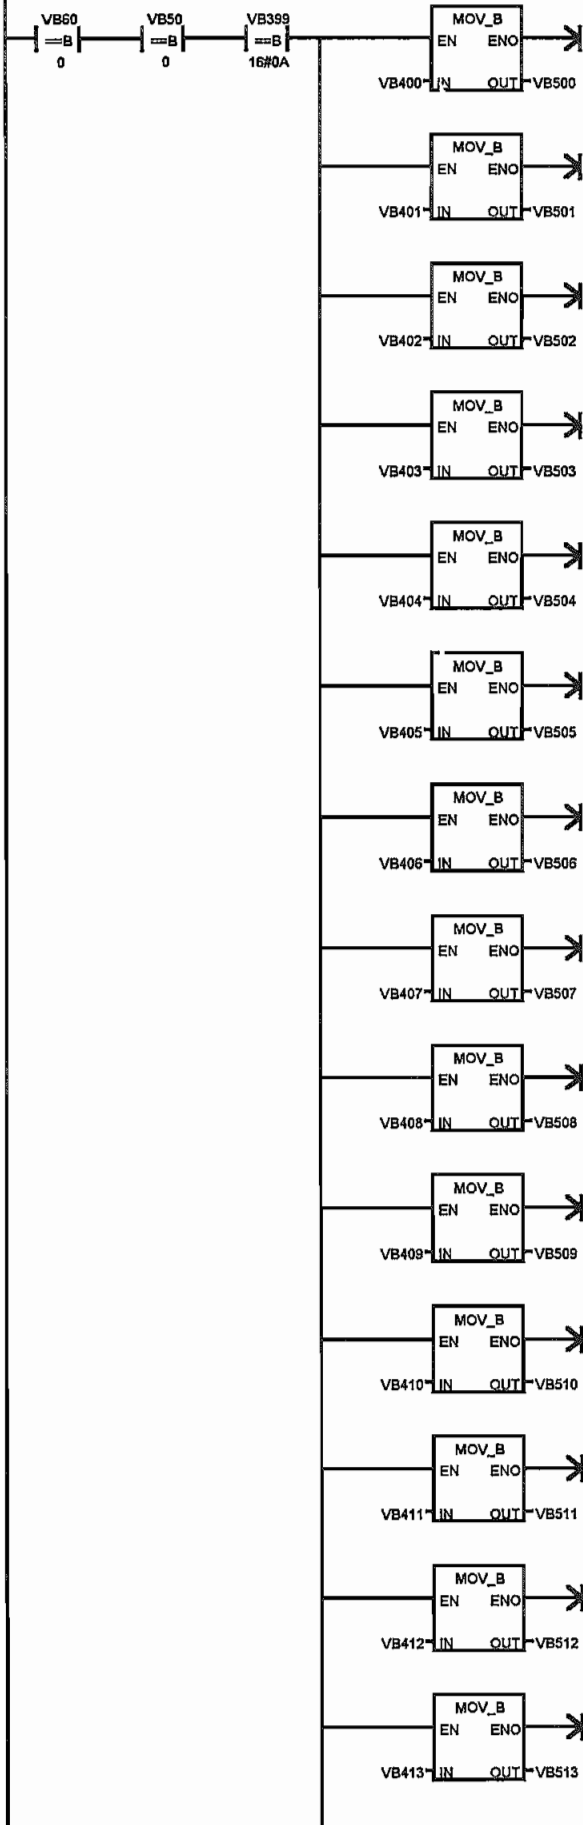 VB60 VB50 VB399 MOV_B
==B ==B ==B EN ENO
0 0 16#0A
VB400 IN OUT VB500
MOV_B
EN ENO
VB401 IN OUT VB501
MOV_B
EN ENO
VB402 IN OUT VB502
MOV_B
EN ENO
VB403 IN OUT VB503
MOV_B
EN ENO
VB404 IN OUT VB504
MOV_B
EN ENO
VB405 IN OUT VB505
MOV_B
EN ENO
VB406 IN OUT VB506
MOV_B
EN ENO
VB407 IN OUT VB507
MOV_B
EN ENO
VB408 IN OUT VB508
MOV_B
EN ENO
VB409 IN OUT VB509
MOV_B
EN ENO
VB410 IN OUT VB510
MOV_B
EN ENO
VB411 IN OUT VB511
MOV_B
EN ENO
VB412 IN OUT VB512
MOV_B
EN ENO
VB413 IN OUT VB513